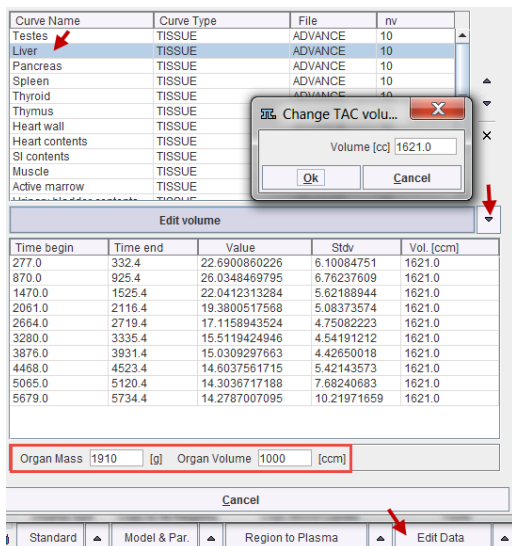 Curve Name Curve Type File nv
Testes TISSUE ADVANCE 10
Liver TISSUE ADVANCE 10
Pancreas TISSUE ADVANCE 10
Spleen TISSUE ADVANCE 10
Thyroid TISSUE ADVANCE 10
Thymus TISSUE
Heart wall TISSUE
Heart contents TISSUE
SI contents TISSUE
Muscle TISSUE
Active marrow TISSUE
Change TAC volu...
Volume [cc] 1621.0
Ok Cancel
Edit volume
Time begin Time end Value Stdv Vol. [ccm]
277.0 332.4 22.6900860226 6.10084751 1621.0
870.0 925.4 26.0348469795 6.76237609 1621.0
1470.0 1525.4 22.0412313284 5.62188944 1621.0
2061.0 2116.4 19.3800517568 5.08373574 1621.0
2664.0 2719.4 17.1158943524 4.75082223 1621.0
3280.0 3335.4 15.5119424946 4.54191212 1621.0
3876.0 3931.4 15.0309297663 4.42650018 1621.0
4468.0 4523.4 14.6037561715 5.42143573 1621.0
5065.0 5120.4 14.3036717188 7.68240683 1621.0
5679.0 5734.4 14.2787007095 10.21971659 1621.0
Organ Mass 1910 [g] Organ Volume 1000 [ccm]
Cancel
Standard Model & Par. Region to Plasma Edit Data